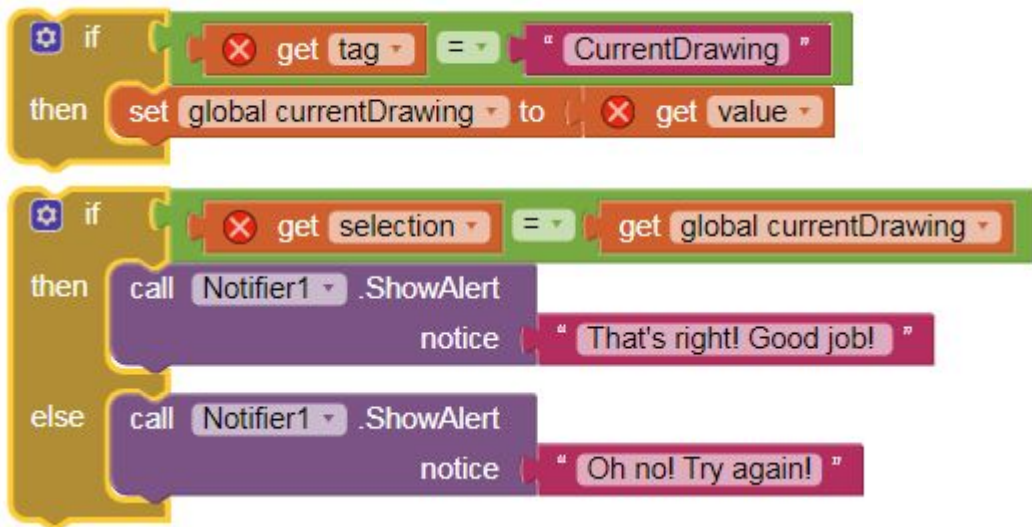 if get tag = " CurrentDrawing "
then set global currentDrawing to get value
if get selection = get global currentDrawing
then call Notifier1 .ShowAlert
notice " That's right! Good job! "
else call Notifier1 .ShowAlert
notice " Oh no! Try again! "